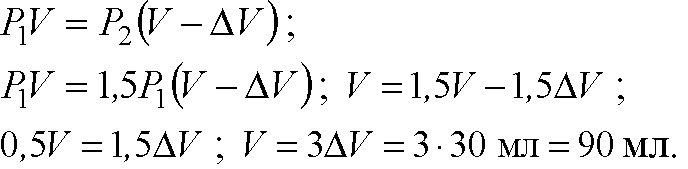 P₁V = P₂(V − ΔV) ;
P₁V = 1,5P₁(V − ΔV) ; V = 1,5V − 1,5ΔV ;
0,5V = 1,5ΔV ; V = 3ΔV = 3 · 30 мл = 90 мл.